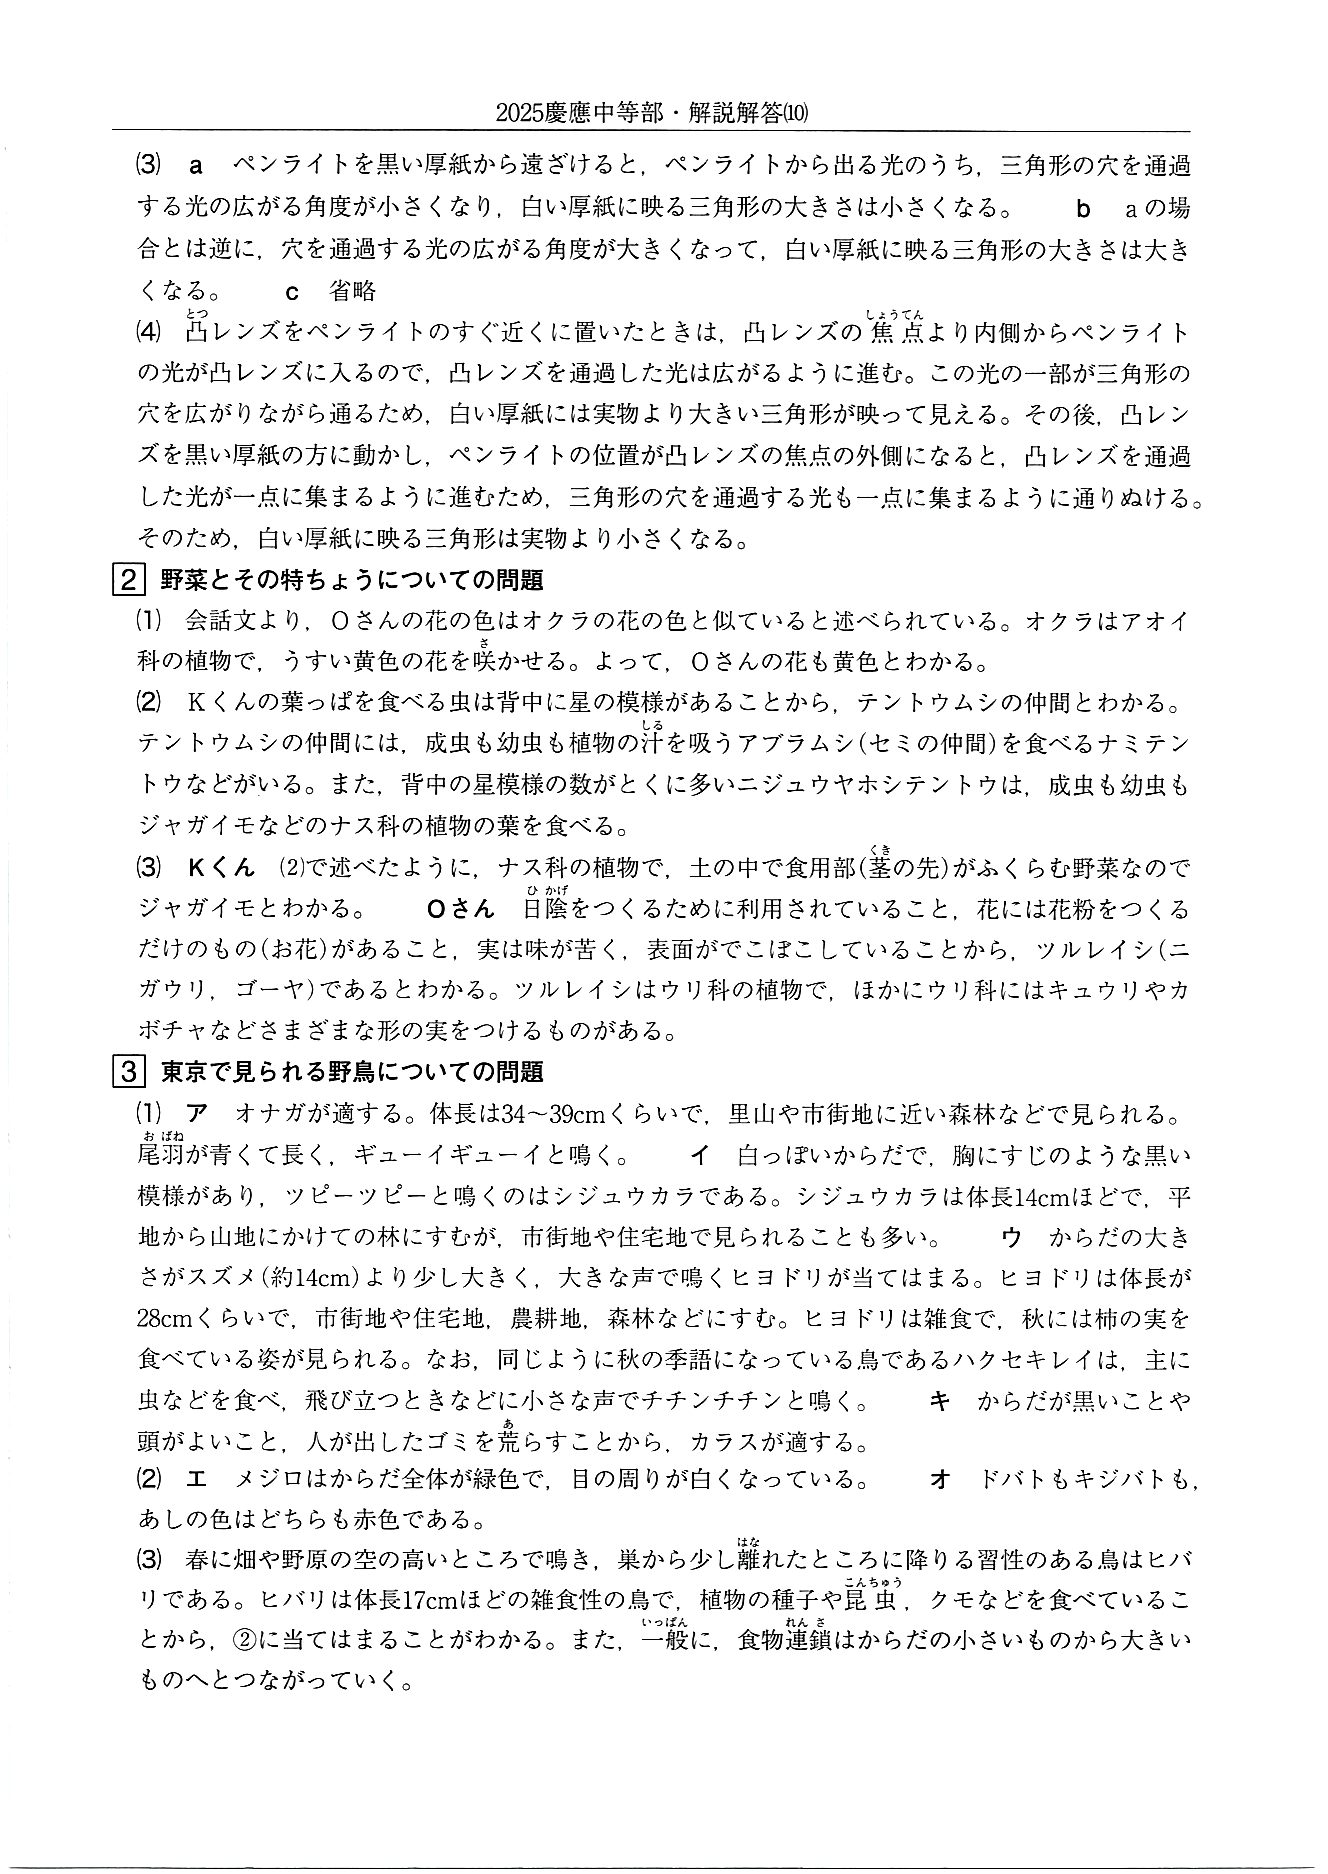 2025慶應中等部・解説解答⑽
⑶　a　ペンライトを黒い厚紙から遠ざけると，ペンライトから出る光のうち，三角形の穴を通過
する光の広がる角度が小さくなり，白い厚紙に映る三角形の大きさは小さくなる。　b　aの場
合とは逆に，穴を通過する光の広がる角度が大きくなって，白い厚紙に映る三角形の大きさは大き
くなる。　c　省略
とつ　しょうてん
⑷　凸レンズをペンライトのすぐ近くに置いたときは，凸レンズの焦点より内側からペンライト
の光が凸レンズに入るので，凸レンズを通過した光は広がるように進む。この光の一部が三角形の
穴を広がりながら通るため，白い厚紙には実物より大きい三角形が映って見える。その後，凸レン
ズを黒い厚紙の方に動かし，ペンライトの位置が凸レンズの焦点の外側になると，凸レンズを通過
した光が一点に集まるように進むため，三角形の穴を通過する光も一点に集まるように通りぬける。
そのため，白い厚紙に映る三角形は実物より小さくなる。
2　野菜とその特ちょうについての問題
⑴　会話文より，Oさんの花の色はオクラの花の色と似ていると述べられている。オクラはアオイ
さ
科の植物で，うすい黄色の花を咲かせる。よって，Oさんの花も黄色とわかる。
⑵　Kくんの葉っぱを食べる虫は背中に星の模様があることから，テントウムシの仲間とわかる。
しる
テントウムシの仲間には，成虫も幼虫も植物の汁を吸うアブラムシ(セミの仲間)を食べるナミテン
トウなどがいる。また，背中の星模様の数がとくに多いニジュウヤホシテントウは，成虫も幼虫も
ジャガイモなどのナス科の植物の葉を食べる。
くき
⑶　Kくん　⑵で述べたように，ナス科の植物で，土の中で食用部(茎の先)がふくらむ野菜なので
ひ かげ
ジャガイモとわかる。　Oさん　日陰をつくるために利用されていること，花には花粉をつくる
だけのもの(お花)があること，実は味が苦く，表面がでこぼこしていることから，ツルレイシ(ニ
ガウリ，ゴーヤ)であるとわかる。ツルレイシはウリ科の植物で，ほかにウリ科にはキュウリやカ
ボチャなどさまざまな形の実をつけるものがある。
3　東京で見られる野鳥についての問題
⑴　ア　オナガが適する。体長は34〜39cmくらいで，里山や市街地に近い森林などで見られる。
お ばね
尾羽が青くて長く，ギューイギューイと鳴く。　イ　白っぽいからだで，胸にすじのような黒い
模様があり，ツピーツピーと鳴くのはシジュウカラである。シジュウカラは体長14cmほどで，平
地から山地にかけての林にすむが，市街地や住宅地で見られることも多い。　ウ　からだの大き
さがスズメ(約14cm)より少し大きく，大きな声で鳴くヒヨドリが当てはまる。ヒヨドリは体長が
28cmくらいで，市街地や住宅地，農耕地，森林などにすむ。ヒヨドリは雑食で，秋には柿の実を
食べている姿が見られる。なお，同じように秋の季語になっている鳥であるハクセキレイは，主に
虫などを食べ，飛び立つときなどに小さな声でチチンチチンと鳴く。　キ　からだが黒いことや
あ
頭がよいこと，人が出したゴミを荒らすことから，カラスが適する。
⑵　エ　メジロはからだ全体が緑色で，目の周りが白くなっている。　オ　ドバトもキジバトも，
あしの色はどちらも赤色である。
はな
⑶　春に畑や野原の空の高いところで鳴き，巣から少し離れたところに降りる習性のある鳥はヒバ
こんちゅう
リである。ヒバリは体長17cmほどの雑食性の鳥で，植物の種子や昆虫，クモなどを食べているこ
いっぱん　れんさ
とから，②に当てはまることがわかる。また，一般に，食物連鎖はからだの小さいものから大きい
ものへとつながっていく。